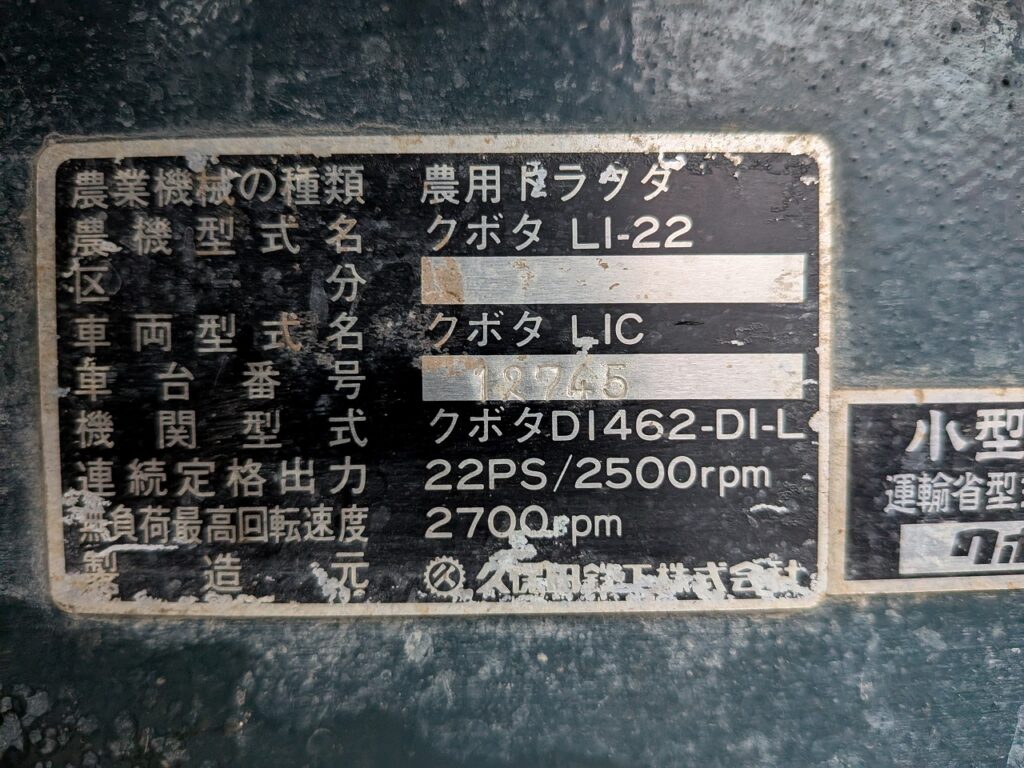 農業機械の種類 農用トラクタ
農機型式名 クボタ L1-22
区分
車両型式名 クボタ L1C
車台番号 12745
機関型式 クボタD1462-DI-L
連続定格出力 22PS/2500rpm
無負荷最高回転速度 2700rpm
製造元 久保田鉄工株式会社
小型
運輸省型